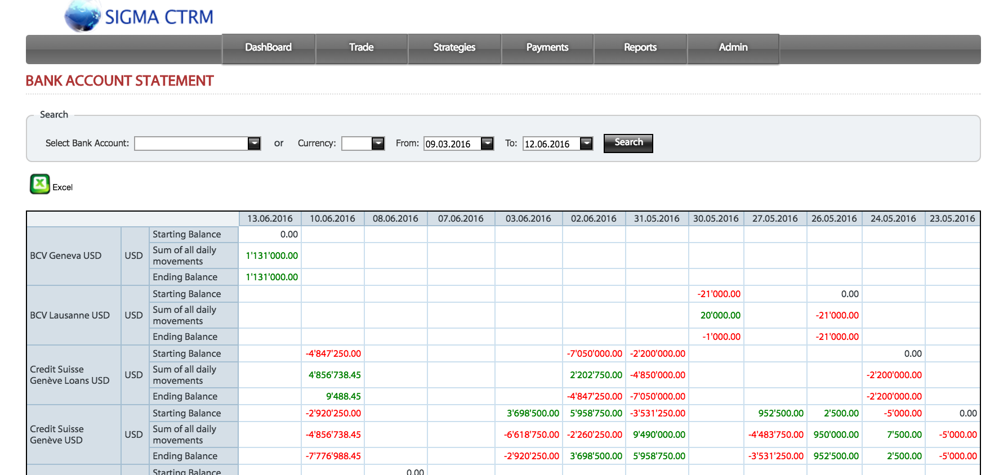 SIGMA CTRM
DashBoard Trade Strategies Payments Reports Admin
BANK ACCOUNT STATEMENT
Search
Select Bank Account: or Currency: From: 09.03.2016 To: 12.06.2016 Search
Excel
13.06.2016 10.06.2016 08.06.2016 07.06.2016 03.06.2016 02.06.2016 31.05.2016 30.05.2016 27.05.2016 26.05.2016 24.05.2016 23.05.2016
BCV Geneva USD USD
Starting Balance 0.00
Sum of all daily movements 1'131'000.00
Ending Balance 1'131'000.00
BCV Lausanne USD USD
Starting Balance -21'000.00 0.00
Sum of all daily movements 20'000.00 -21'000.00
Ending Balance -1'000.00 -21'000.00
Credit Suisse Genève Loans USD USD
Starting Balance -4'847'250.00 -7'050'000.00 -2'200'000.00 0.00
Sum of all daily movements 4'856'738.45 2'202'750.00 -4'850'000.00 -2'200'000.00
Ending Balance 9'488.45 -4'847'250.00 -7'050'000.00 -2'200'000.00
Credit Suisse Genève USD USD
Starting Balance -2'920'250.00 3'698'500.00 5'958'750.00 -3'531'250.00 952'500.00 2'500.00 -5'000.00 0.00
Sum of all daily movements -4'856'738.45 -6'618'750.00 -2'260'250.00 9'490'000.00 -4'483'750.00 950'000.00 7'500.00 -5'000.00
Ending Balance -7'776'988.45 -2'920'250.00 3'698'500.00 5'958'750.00 -3'531'250.00 952'500.00 2'500.00 -5'000.00
Starting Balance 0.00